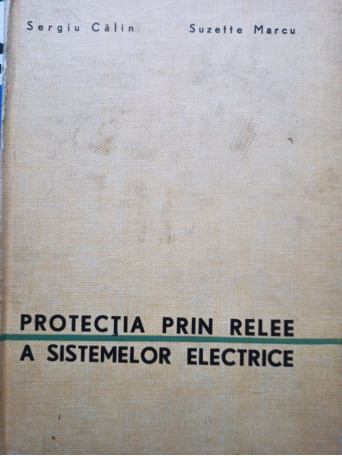 Sergiu Călin Suzette Marcu
PROTECȚIA PRIN RELEE
A SISTEMELOR ELECTRICE